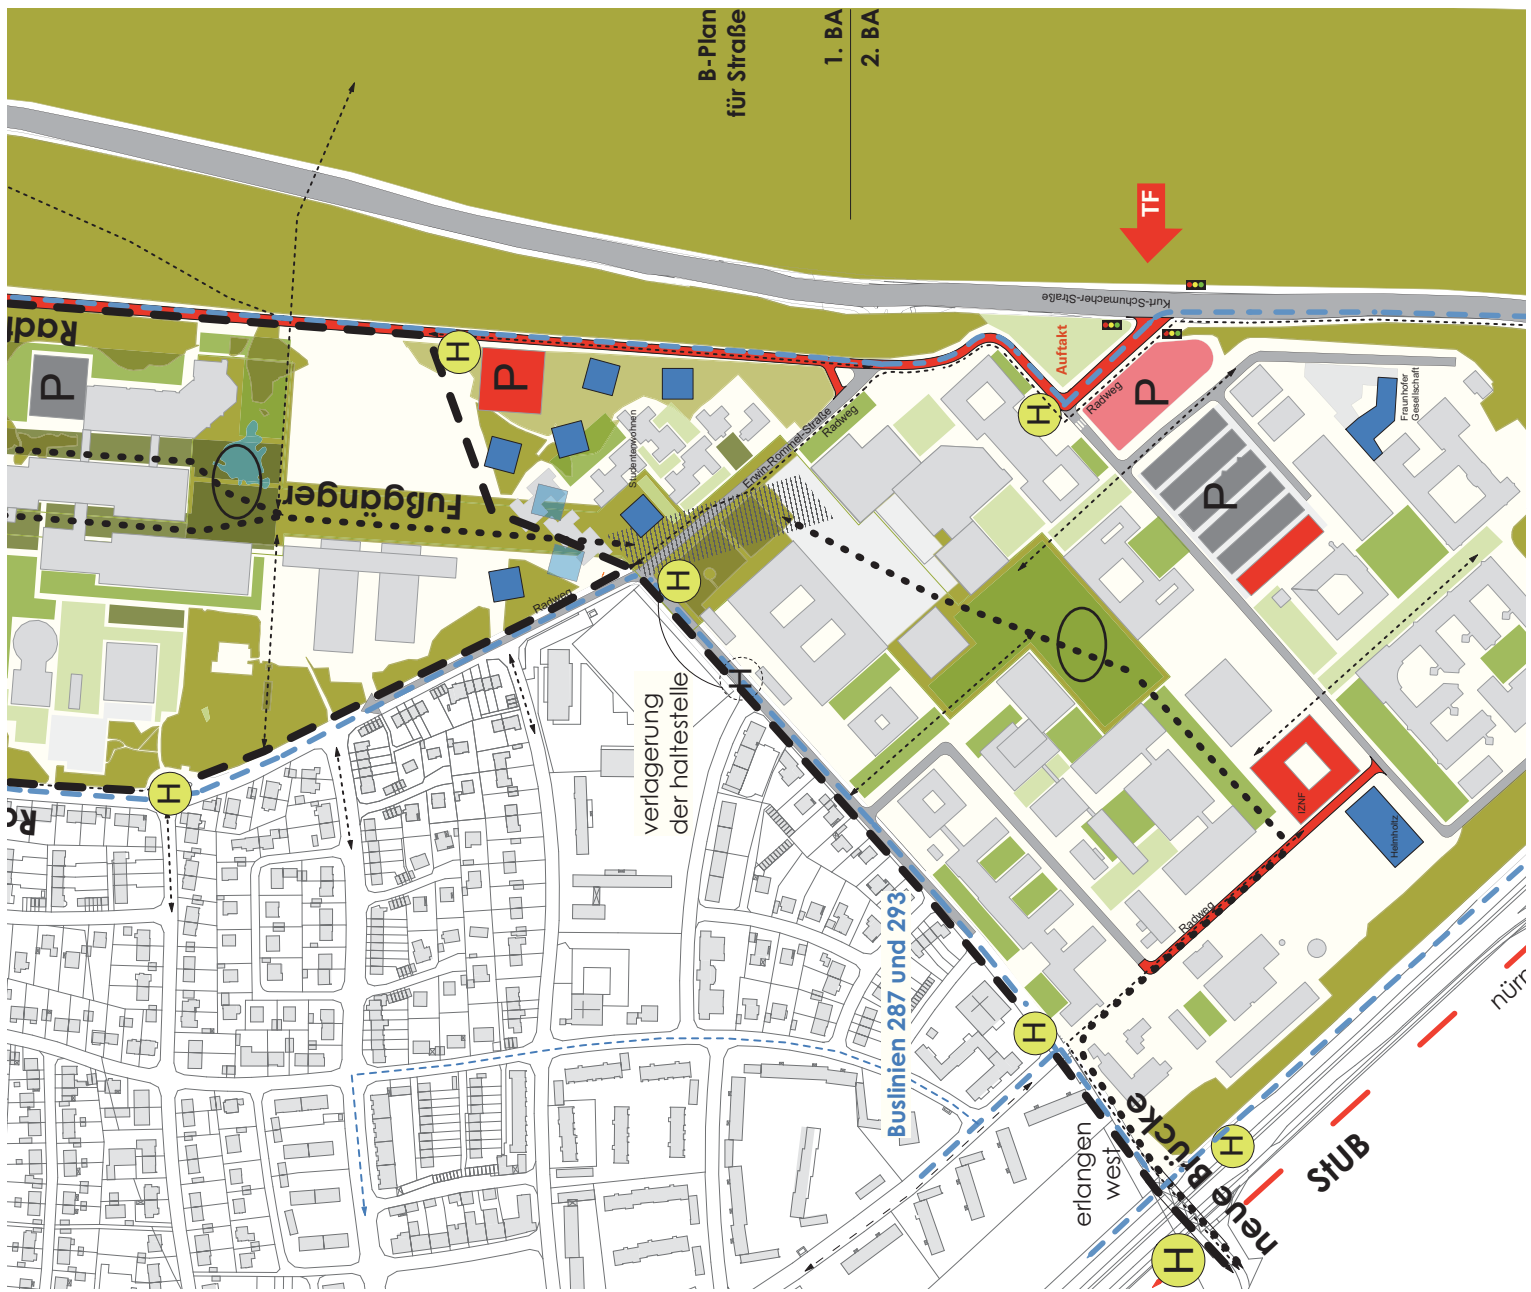 B-Plan
für Straße
1. BA
2. BA
TF
Kurt-Schumacher-Straße
Radf
P
H
P
Auftakt
H
Radweg
P
Fraunhofer
Gesellschaft
Studentenwohnen
Erwin-Rommel-Straße
Radweg
Fußgänger
P
H
Radweg
H
verlagerung
der haltestelle
H
Ra
IZNF
Helmholtz
Radweg
Buslinien 287 und 293
H
nürn
erlangen
west
neue Brücke
H
StUB
H